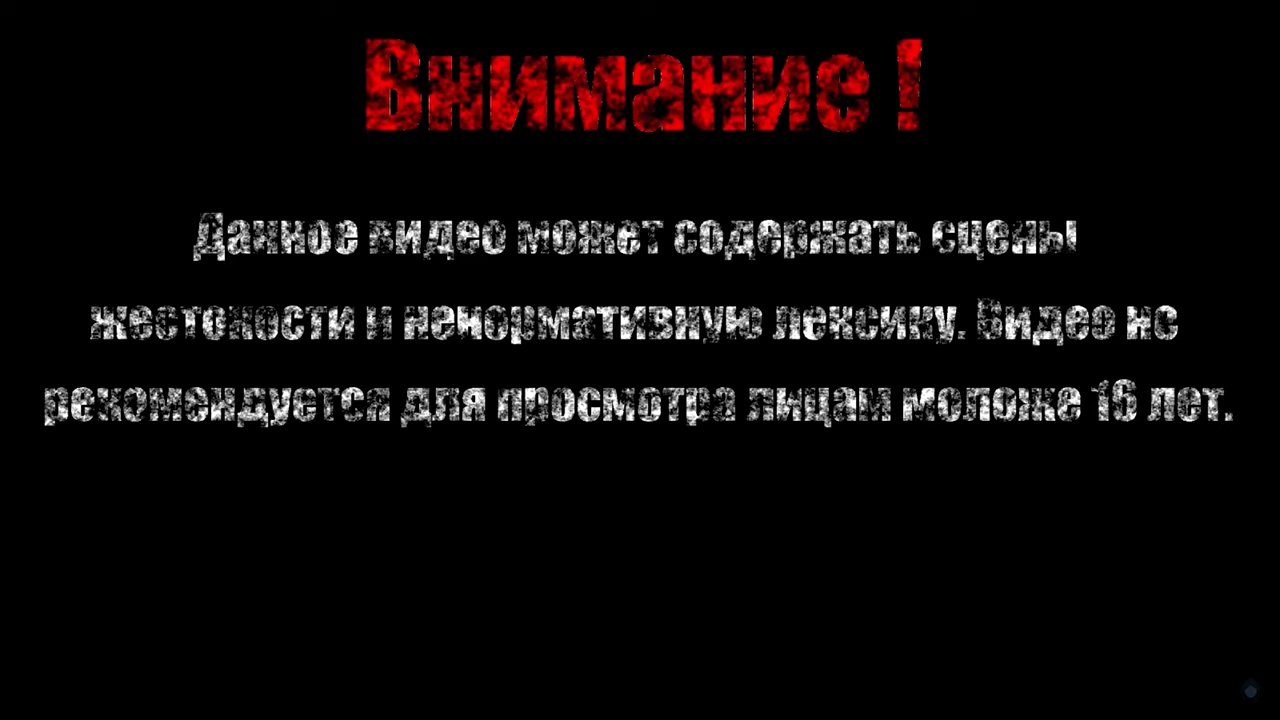 Внимание !
Данное видео может содержать сцены
жестокости и ненормативную лексику. Видео не
рекомендуется для просмотра лицам моложе 16 лет.